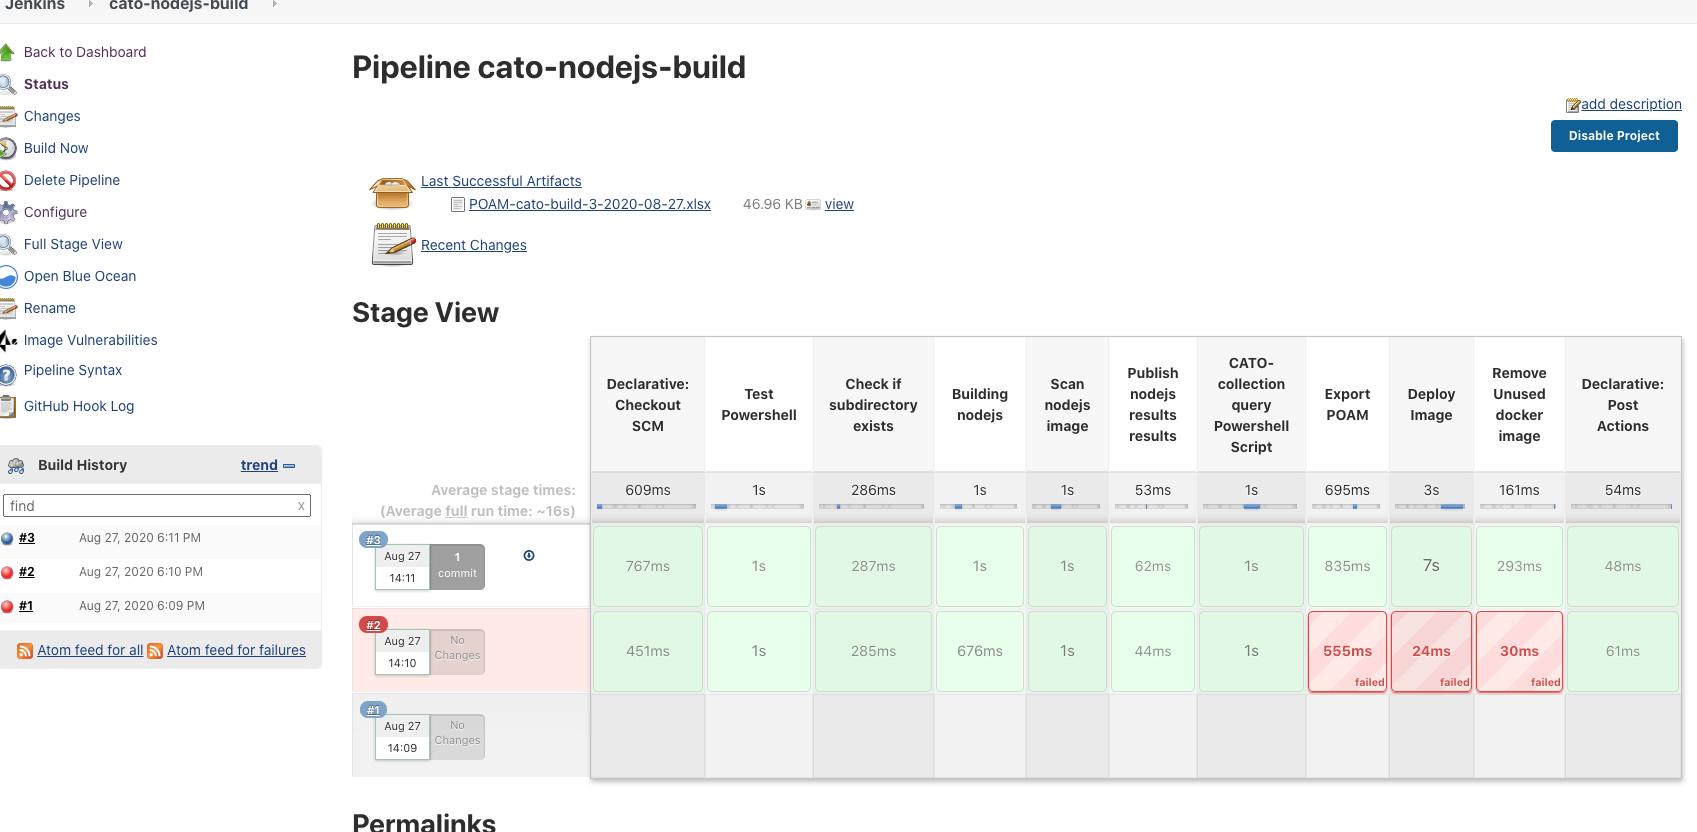 Jenkins cato-nodejs-build
Back to Dashboard
Status
Changes
Build Now
Delete Pipeline
Configure
Full Stage View
Open Blue Ocean
Rename
Image Vulnerabilities
Pipeline Syntax
GitHub Hook Log
Build History trend
find x
#3 Aug 27, 2020 6:11 PM
#2 Aug 27, 2020 6:10 PM
#1 Aug 27, 2020 6:09 PM
Atom feed for all Atom feed for failures
Pipeline cato-nodejs-build
add description
Disable Project
Last Successful Artifacts
POAM-cato-build-3-2020-08-27.xlsx 46.96 KB view
Recent Changes
Stage View
Declarative:
Checkout
SCM
Test
Powershell
Check if
subdirectory
exists
Building
nodejs
Scan
nodejs
image
Publish
nodejs
results
results
CATO-
collection
query
Powershell
Script
Export
POAM
Deploy
Image
Remove
Unused
docker
image
Declarative:
Post
Actions
Average stage times:
(Average full run time: ~16s)
609ms 1s 286ms 1s 1s 53ms 1s 695ms 3s 161ms 54ms
#3
Aug 27
14:11
1
commit
767ms 1s 287ms 1s 1s 62ms 1s 835ms 7s 293ms 48ms
#2
Aug 27
14:10
No
Changes
451ms 1s 285ms 676ms 1s 44ms 1s 555ms 24ms 30ms 61ms
failed failed failed
#1
Aug 27
14:09
No
Changes
Permalinks